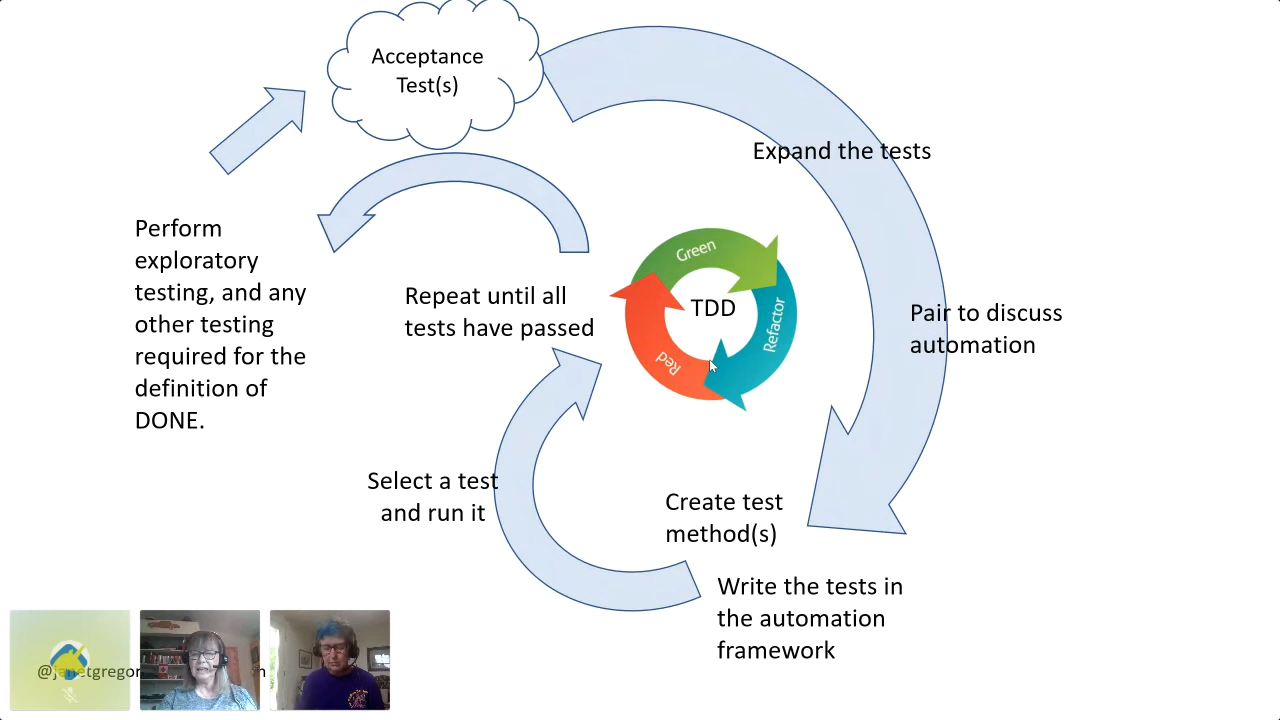 Acceptance
Test(s)
Expand the tests
Perform
exploratory
testing, and any
other testing
required for the
definition of
DONE.
Repeat until all
tests have passed
Green
Refactor
Red
TDD
Pair to discuss
automation
Select a test
and run it
Create test
method(s)
Write the tests in
the automation
framework